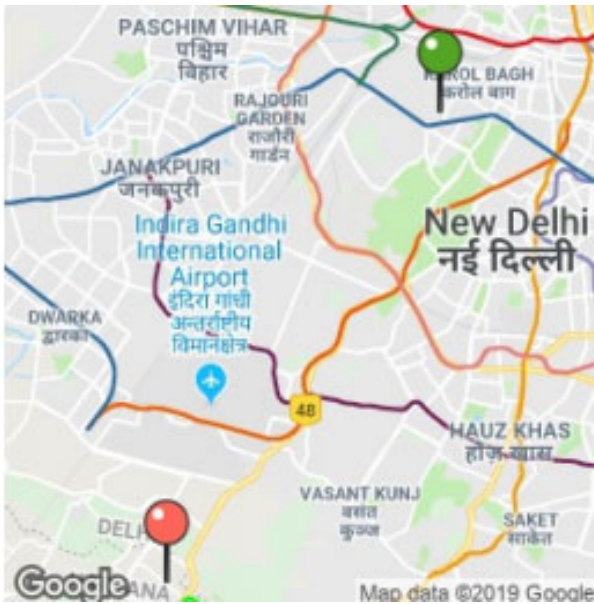 PASCHIM VIHAR
पश्चिम
विहार
KAROL BAGH
करोल बाग
RAJOURI
GARDEN
राजौरी
गार्डन
JANAKPURI
जनकपुरी
Indira Gandhi
International
Airport
इंदिरा गांधी
अन्तर्राष्ट्रीय
विमानक्षेत्र
New Delhi
नई दिल्ली
DWARKA
द्वारका
48
HAUZ KHAS
हौज़ खास
VASANT KUNJ
वसंत
कुञ्ज
SAKET
साकेत
Google
Map data ©2019 Google